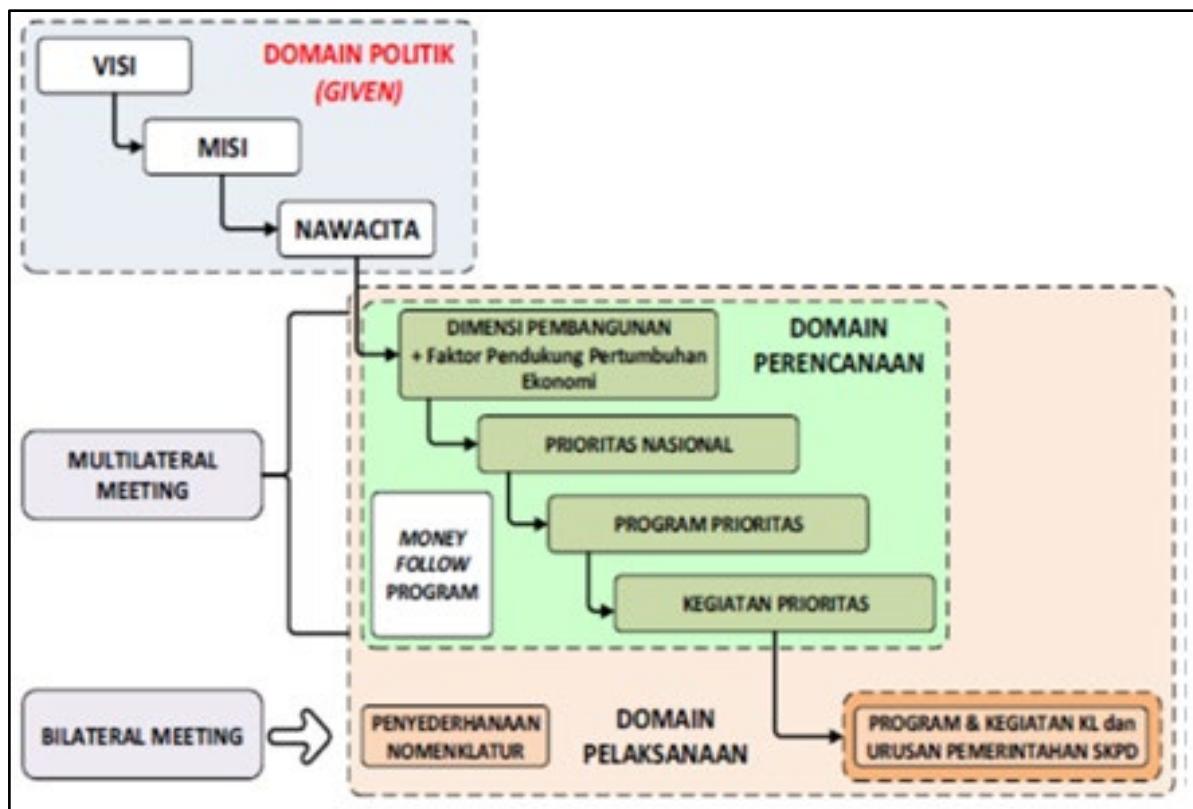 VISI
DOMAIN POLITIK
(GIVEN)
MISI
NAWACITA
DIMENSI PEMBANGUNAN
+ Faktor Pendukung Pertumbuhan
Ekonomi
DOMAIN
PERENCANAAN
PRIORITAS NASIONAL
MULTILATERAL
MEETING
PROGRAM PRIORITAS
MONEY
FOLLOW
PROGRAM
KEGIATAN PRIORITAS
BILATERAL MEETING
PENYEDERHANAAN
NOMENKLATUR
DOMAIN
PELAKSANAAN
PROGRAM & KEGIATAN KL dan
URUSAN PEMERINTAHAN SKPD